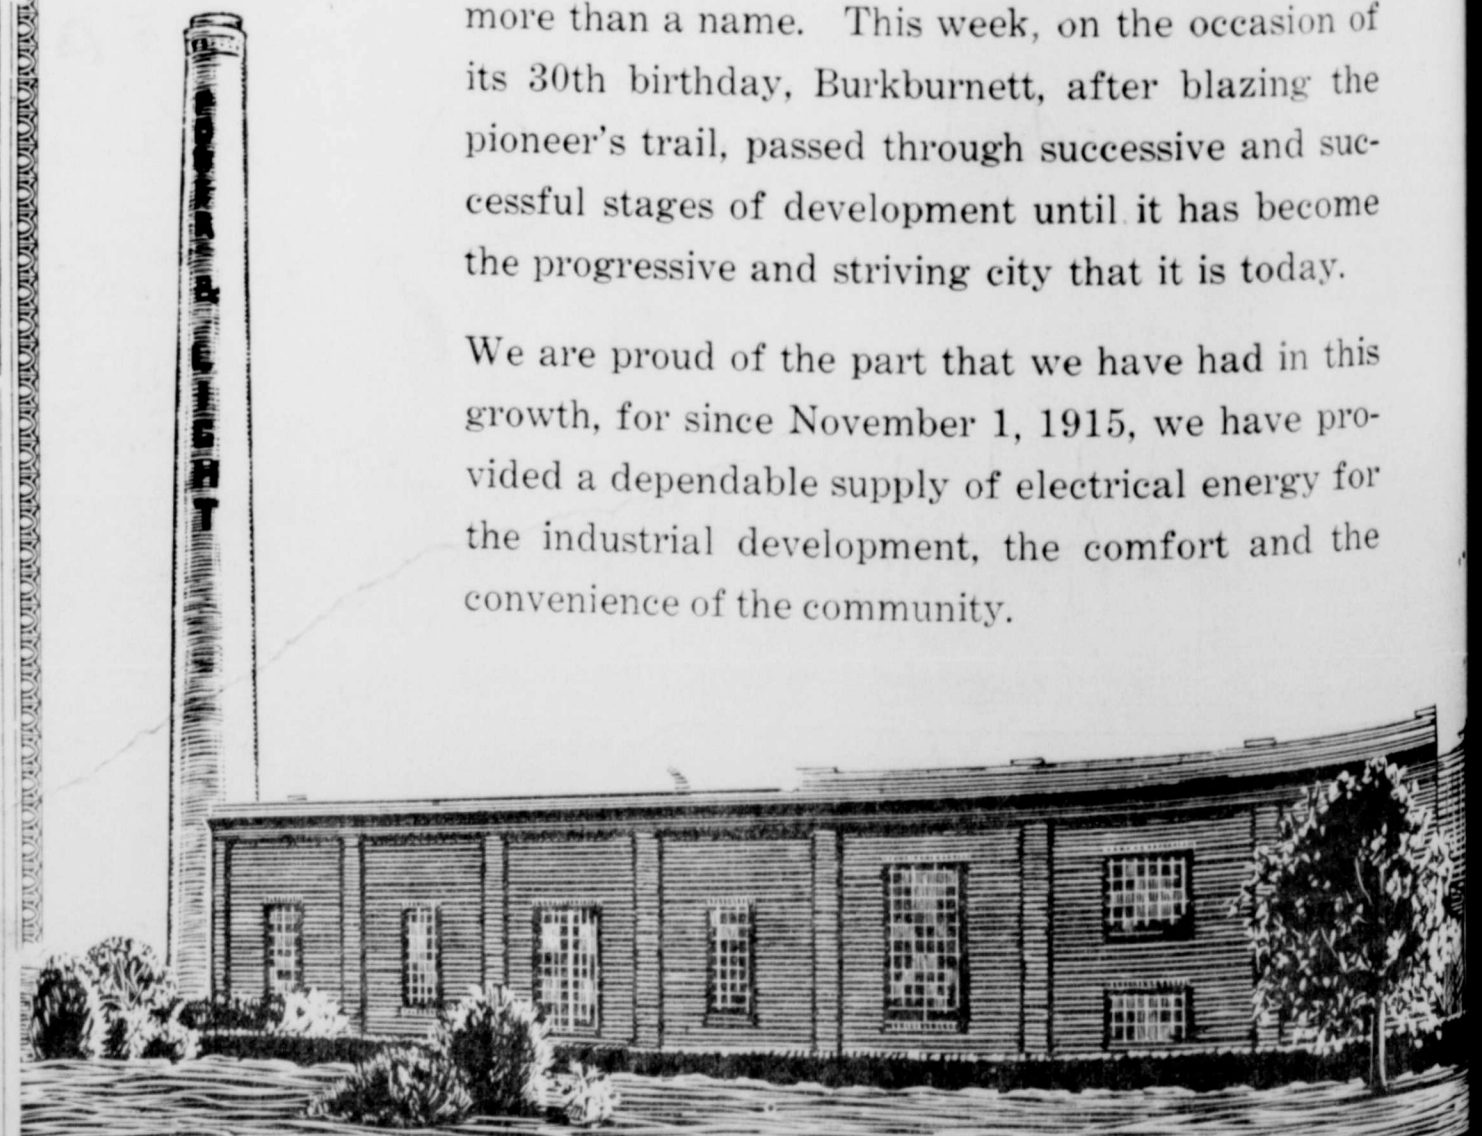 more than a name. This week, on the occasion of
its 30th birthday, Burkburnett, after blazing the
pioneer's trail, passed through successive and suc-
cessful stages of development until it has become
the progressive and striving city that it is today.
We are proud of the part that we have had in this
growth, for since November 1, 1915, we have pro-
vided a dependable supply of electrical energy for
the industrial development, the comfort and the
convenience of the community.
& LIGHT